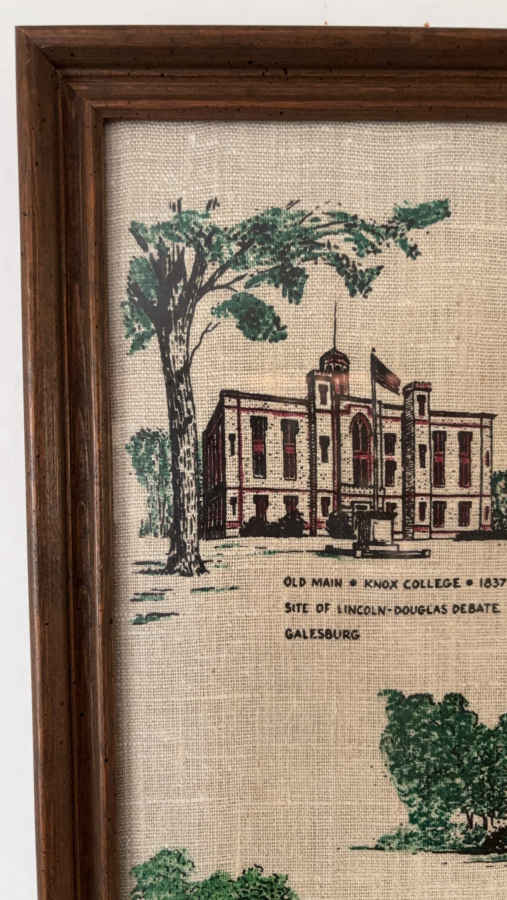 OLD MAIN • KNOX COLLEGE • 1837
SITE OF LINCOLN-DOUGLAS DEBATE
GALESBURG